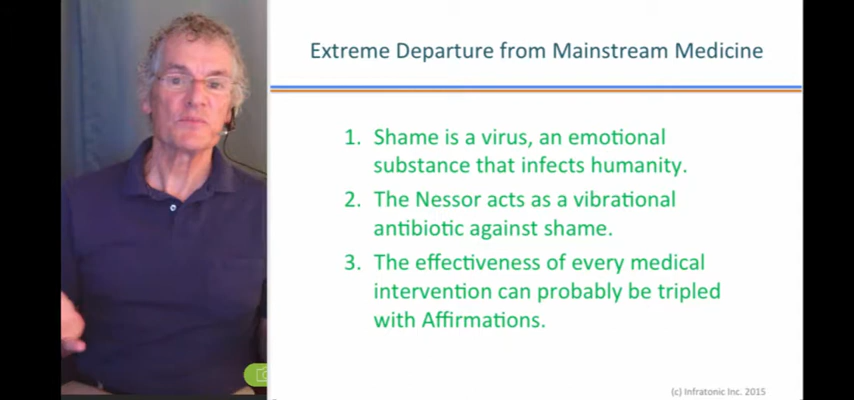 Extreme Departure from Mainstream Medicine
1. Shame is a virus, an emotional
substance that infects humanity.
2. The Nessor acts as a vibrational
antibiotic against shame.
3. The effectiveness of every medical
intervention can probably be tripled
with Affirmations.
(c) Infratonic Inc. 2015